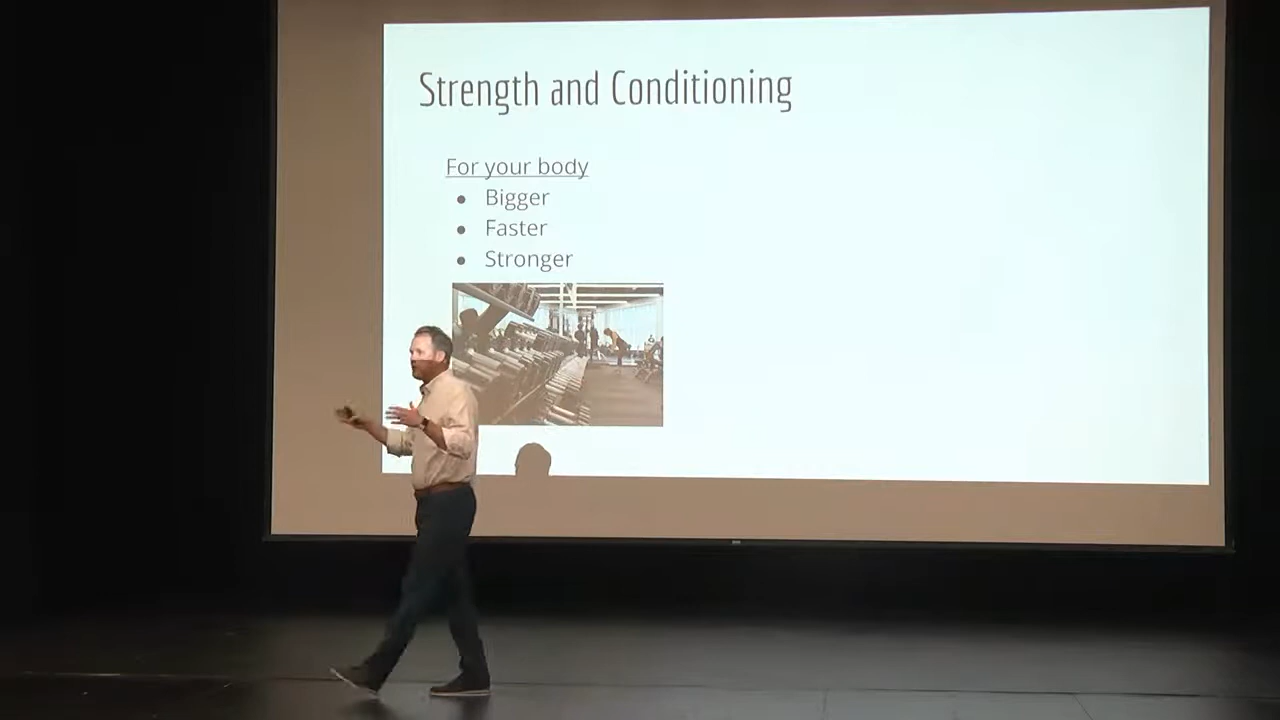 Strength and Conditioning
For your body
● Bigger
● Faster
● Stronger